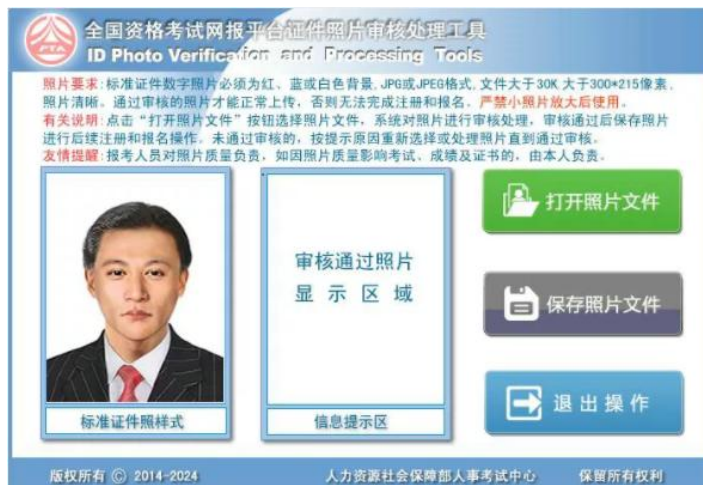 全国资格考试网报平台证件照片审核处理工具
PTA
ID Photo Verification and Processing Tools
照片要求:标准证件数字照片必须为红、蓝或白色背景,JPG或JPEG格式,文件大于30K 大于300*215像素,
照片清晰。通过审核的照片才能正常上传,否则无法完成注册和报名。严禁小照片放大后使用。
有关说明:点击“打开照片文件”按钮选择照片文件,系统对照片进行审核处理,审核通过后保存照片
进行后续注册和报名操作。未通过审核的,按提示原因重新选择或处理照片直到通过审核。
友情提醒:报考人员对照片质量负责,如因照片质量影响考试、成绩及证书的,由本人负责。
审核通过照片
显示区域
打开照片文件
保存照片文件
退出操作
标准证件照样式
信息提示区
版权所有 © 2014-2024 人力资源社会保障部人事考试中心 保留所有权利